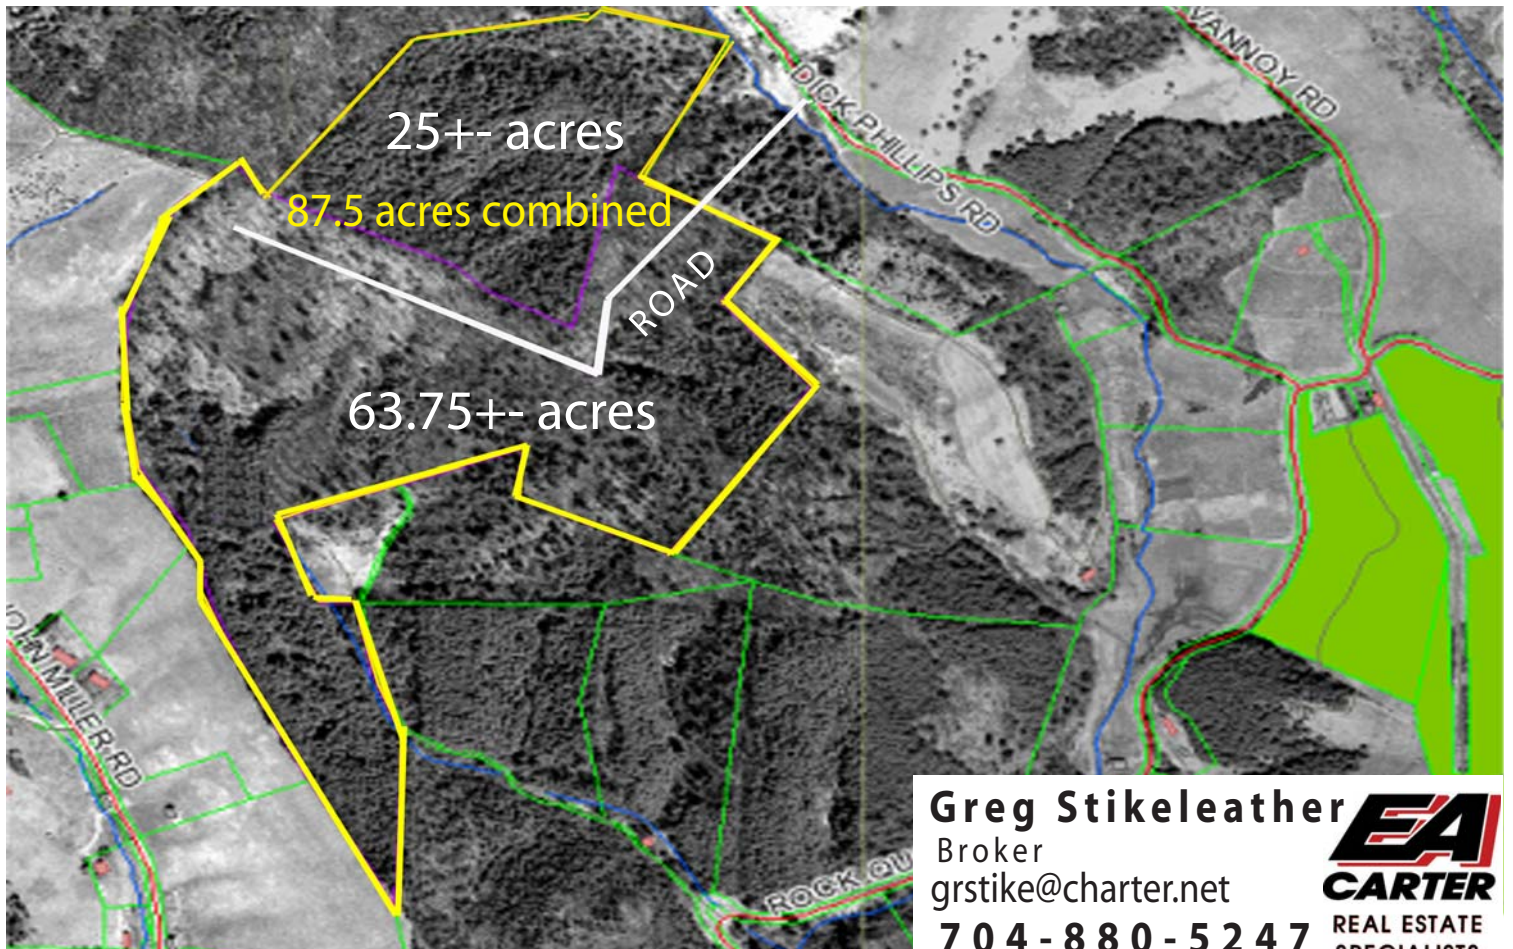 VANNOY RD
DICK PHILLIPS RD
25+- acres
87.5 acres combined
ROAD
63.75+- acres
JOHN MILLER RD
ROCK
Greg Stikeleather
Broker
grstike@charter.net
704-880-5247
EA
CARTER
REAL ESTATE
SPECIALISTS